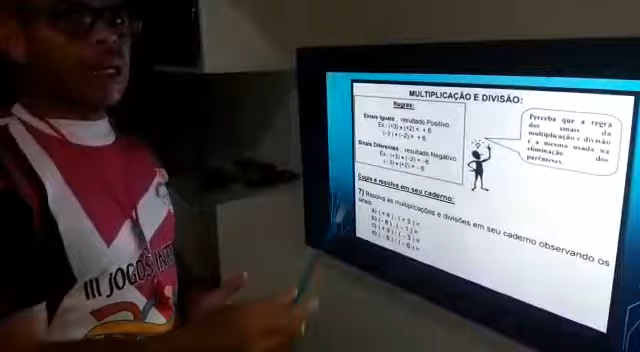 MULTIPLICAÇÃO E DIVISÃO:
Regras:
Sinais Iguais, resultado Positivo
Ex.: (+3) • (+2) = + 6
(-3) • (-2) = + 6
Sinais Diferentes, resultado Negativo
Ex.: (+3) • (-2) = -6
(-3) • (+2) = - 6
Perceba que a regra
dos sinais da
multiplicação e divisão
é a mesma usada na
eliminação dos
parênteses.
Copie e resolva em seu caderno:
7) Resolva as multiplicações e divisões em seu caderno observando os
sinais
III JOGOS